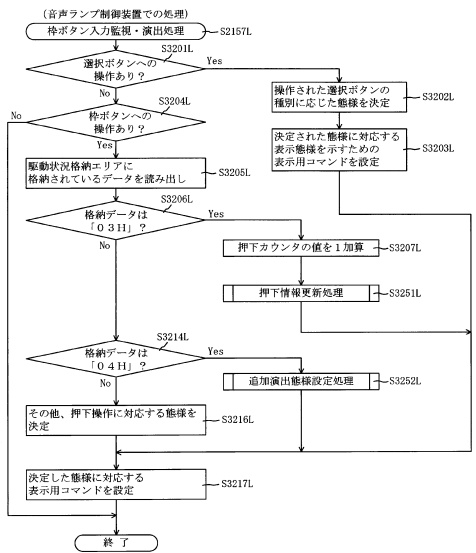 (音声ランプ制御装置での処理)
枠ボタン入力監視・演出処理
S2157L
S3201L
選択ボタンへの
操作あり？
Yes
No
操作された選択ボタンの
種別に応じた態様を決定
S3202L
決定された態様に対応する
表示態様を示すための
表示用コマンドを設定
S3203L
S3204L
枠ボタンへの
操作あり？
No
Yes
駆動状況格納エリアに
格納されているデータを読み出し
S3205L
S3206L
格納データは
「０３Ｈ」？
Yes
No
押下カウンタの値を１加算
S3207L
押下情報更新処理
S3251L
S3214L
格納データは
「０４Ｈ」？
Yes
No
追加演出態様設定処理
S3252L
その他、押下操作に対応する態様を
決定
S3216L
決定した態様に対応する
表示用コマンドを設定
S3217L
終了